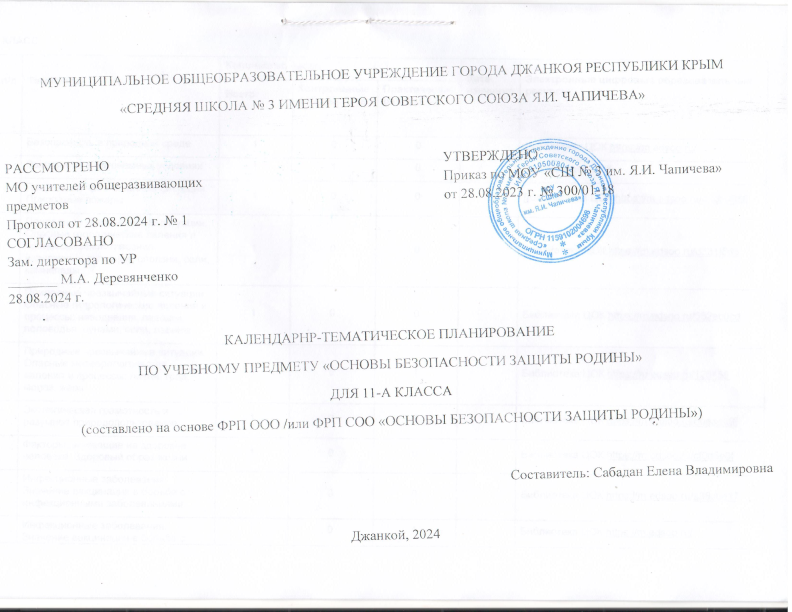 МУНИЦИПАЛЬНОЕ ОБЩЕОБРАЗОВАТЕЛЬНОЕ УЧРЕЖДЕНИЕ ГОРОДА ДЖАНКОЯ РЕСПУБЛИКИ КРЫМ
«СРЕДНЯЯ ШКОЛА № 3 ИМЕНИ ГЕРОЯ СОВЕТСКОГО СОЮЗА Я.И. ЧАПИЧЕВА»
РАССМОТРЕНО
МО учителей общеразвивающих
предметов
Протокол от 28.08.2024 г. № 1
СОГЛАСОВАНО
Зам. директора по УР
_______ М.А. Деревянченко
28.08.2024 г.
УТВЕРЖДЕНО
Приказ по МОУ «СШ № 3 им. Я.И. Чапичева»
от 28.08.2023 г. № 300/01-18
им. Я.И. Чапичева»
ОГРН 1159102004698
КАЛЕНДАРНР-ТЕМАТИЧЕСКОЕ ПЛАНИРОВАНИЕ
ПО УЧЕБНОМУ ПРЕДМЕТУ «ОСНОВЫ БЕЗОПАСНОСТИ ЗАЩИТЫ РОДИНЫ»
ДЛЯ 11-А КЛАССА
(составлено на основе ФРП ООО /или ФРП СОО «ОСНОВЫ БЕЗОПАСНОСТИ ЗАЩИТЫ РОДИНЫ»)
Составитель: Сабадан Елена Владимировна
Джанкой, 2024